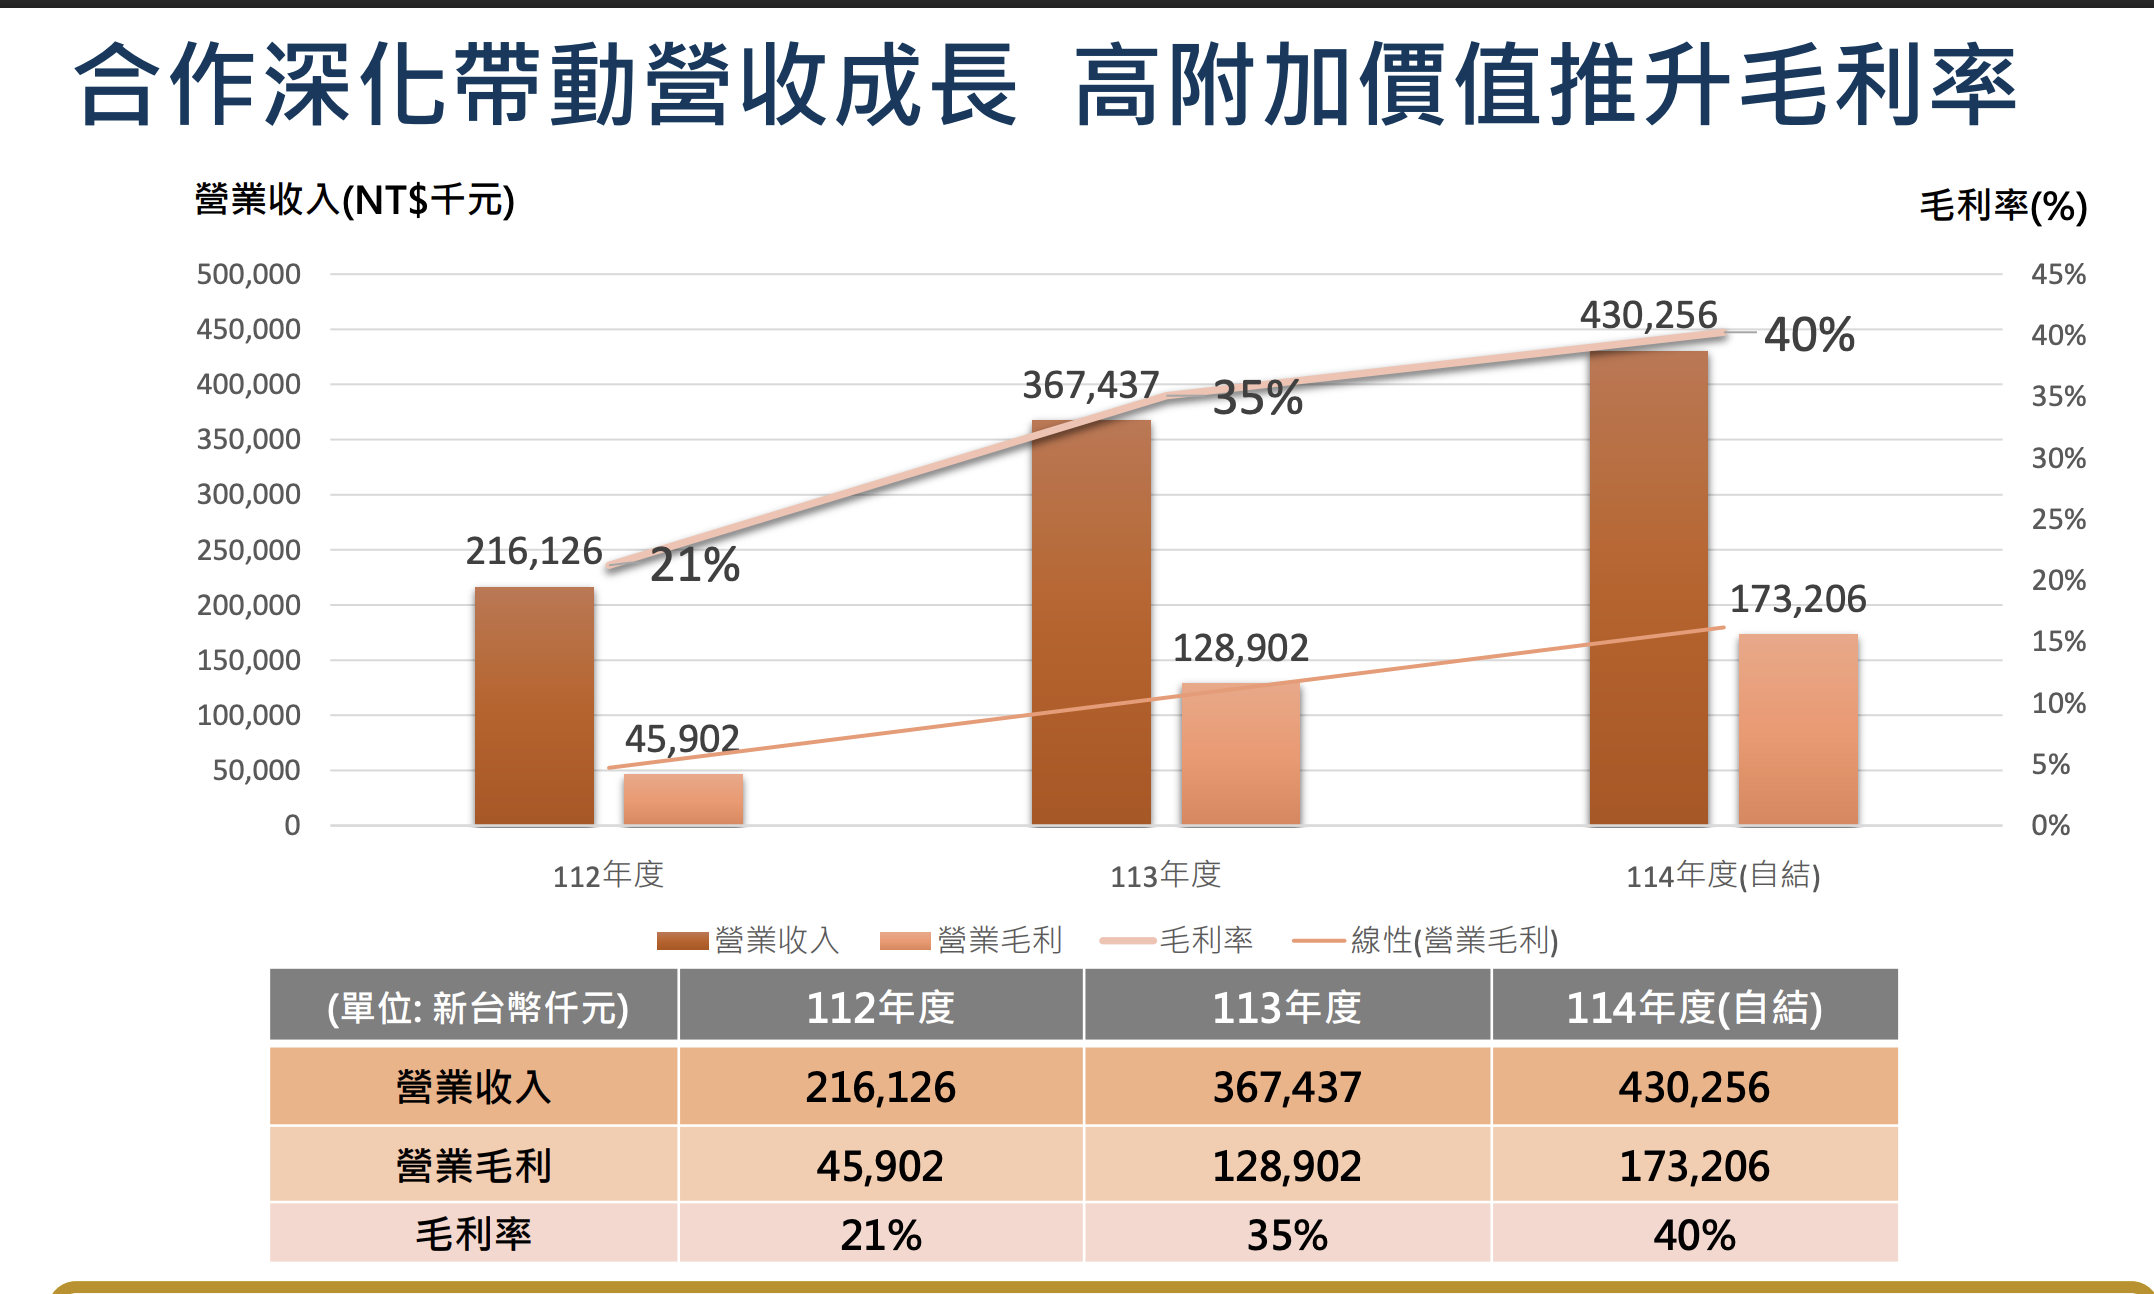 合作深化帶動營收成長 高附加價值推升毛利率
營業收入(NT$千元)
毛利率(%)
500,000
450,000
400,000
350,000
300,000
250,000
200,000
150,000
100,000
50,000
0
45%
40%
35%
30%
25%
20%
15%
10%
5%
0%
216,126
21%
45,902
367,437
35%
128,902
430,256
40%
173,206
112年度
113年度
114年度(自結)
營業收入 營業毛利 毛利率 線性(營業毛利)
(單位: 新台幣仟元) 112年度 113年度 114年度(自結)
營業收入 216,126 367,437 430,256
營業毛利 45,902 128,902 173,206
毛利率 21% 35% 40%